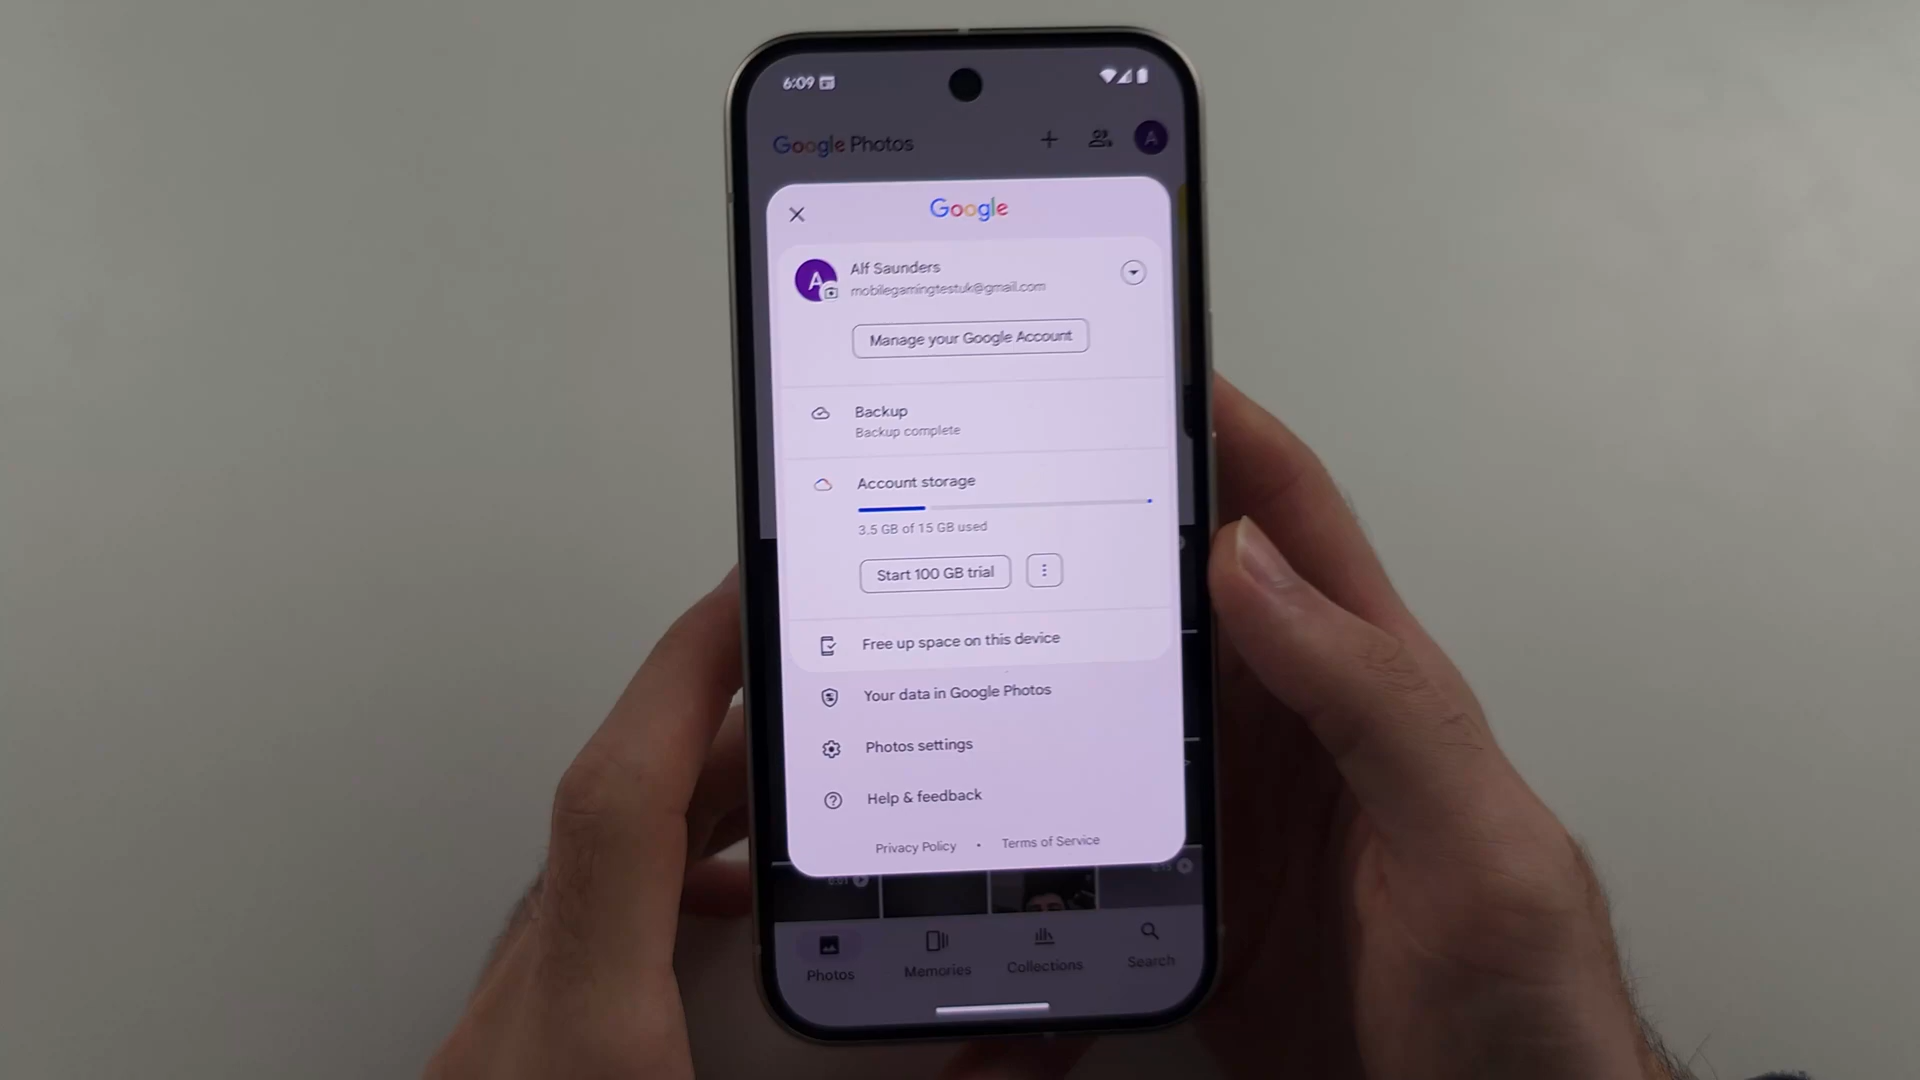 6:09
Google Photos
A
Google
A
Alf Saunders
mobilegamingtestuk@gmail.com
Manage your Google Account
Backup
Backup complete
Account storage
3.5 GB of 15 GB used
Start 100 GB trial
Free up space on this device
Your data in Google Photos
Photos settings
Help & feedback
Privacy Policy • Terms of Service
Photos
Memories
Collections
Search